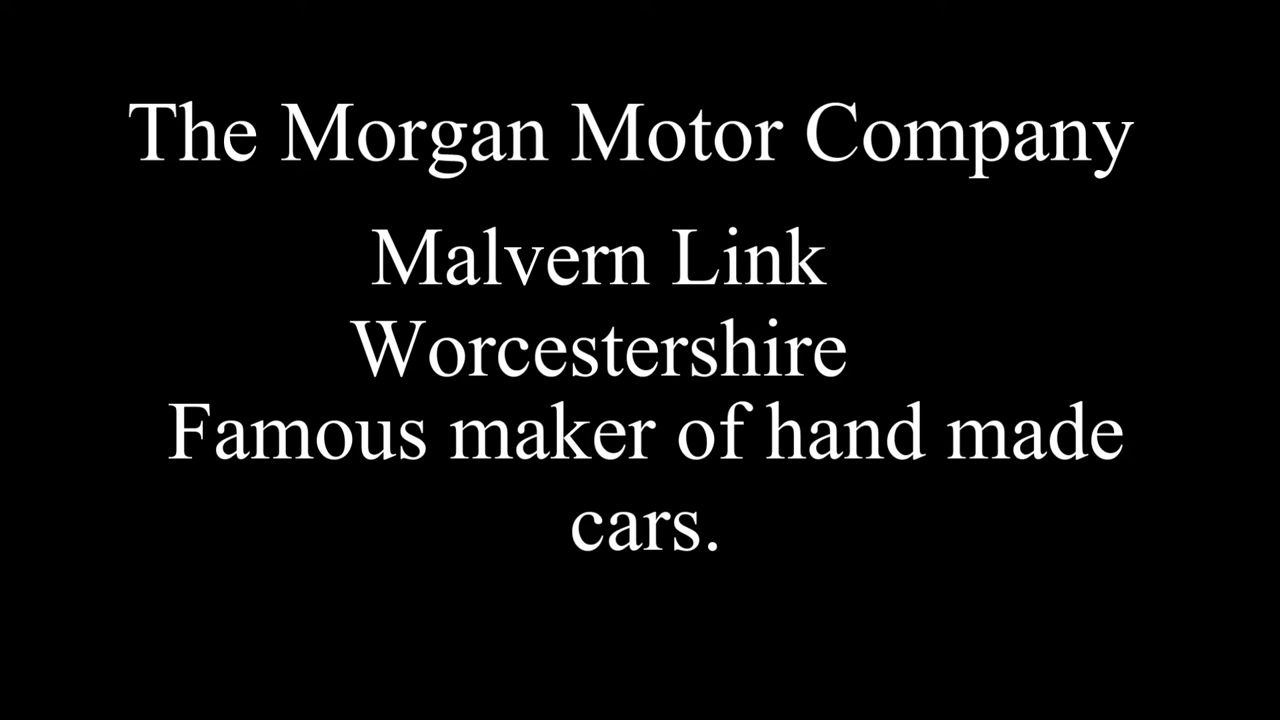 The Morgan Motor Company
Malvern Link
Worcestershire
Famous maker of hand made
cars.